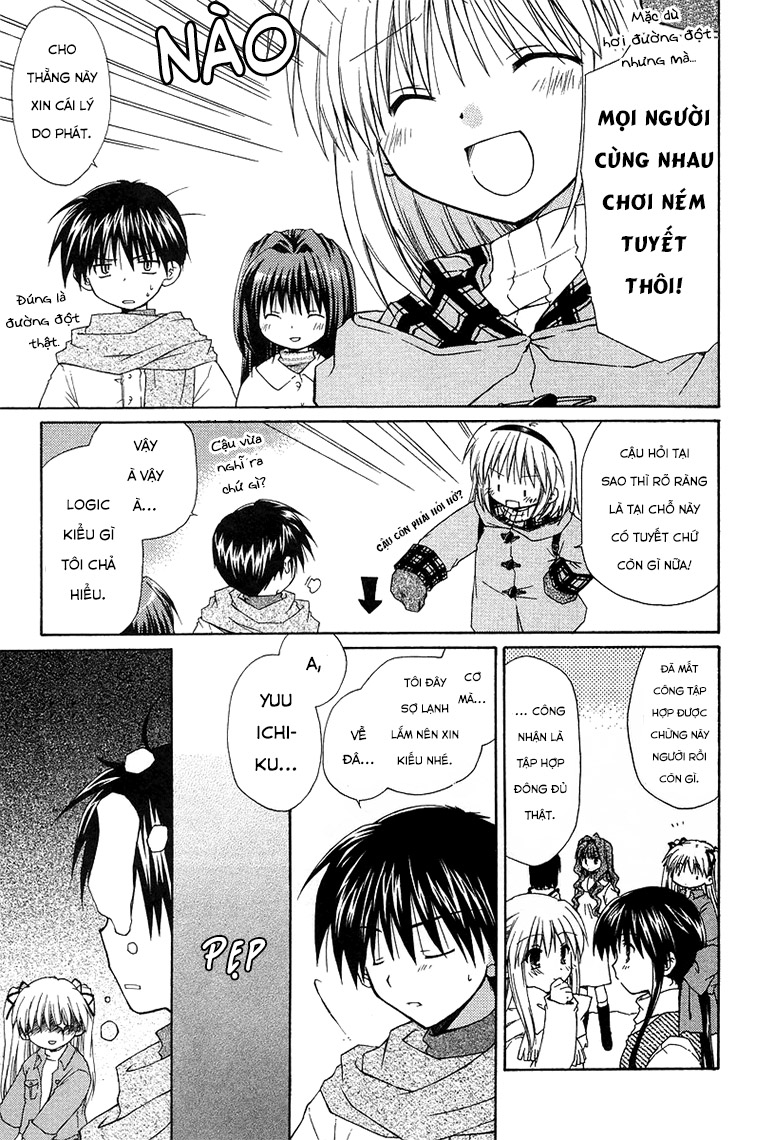 Mặc dù
hơi đường đột
nhưng mà...
MỌI NGƯỜI
CÙNG NHAU
CHƠI NÉM
TUYẾT
THÔI!
NÀO
CHO
THẰNG NÀY
XIN CÁI LÝ
DO PHÁT.
Đúng là
đường đột
thật.
CẬU HỎI TẠI
SAO THÌ RÕ RÀNG
LÀ TẠI CHỖ NÀY
CÓ TUYẾT CHỨ
CÒN GÌ NỮA!
CẬU CÒN PHẢI HỎI NỮA?
Cậu vừa
nghĩ ra
chứ gì?
VẬY
À VẬY
À...
LOGIC
KIỂU GÌ
TÔI CHẢ
HIỂU.
ĐÃ MẤT
CÔNG TẬP
HỢP ĐƯỢC
CHỪNG NÀY
NGƯỜI RỒI
CÒN GÌ.
... CÔNG
NHẬN LÀ
TẬP HỢP
ĐÔNG ĐỦ
THẬT.
CƠ
MÀ...
TÔI ĐÂY
SỢ LẠNH
LẮM NÊN XIN
KIẾU NHÉ.
VỀ
ĐÂ...
A,
YUU
ICHI-
KU...
PẸP